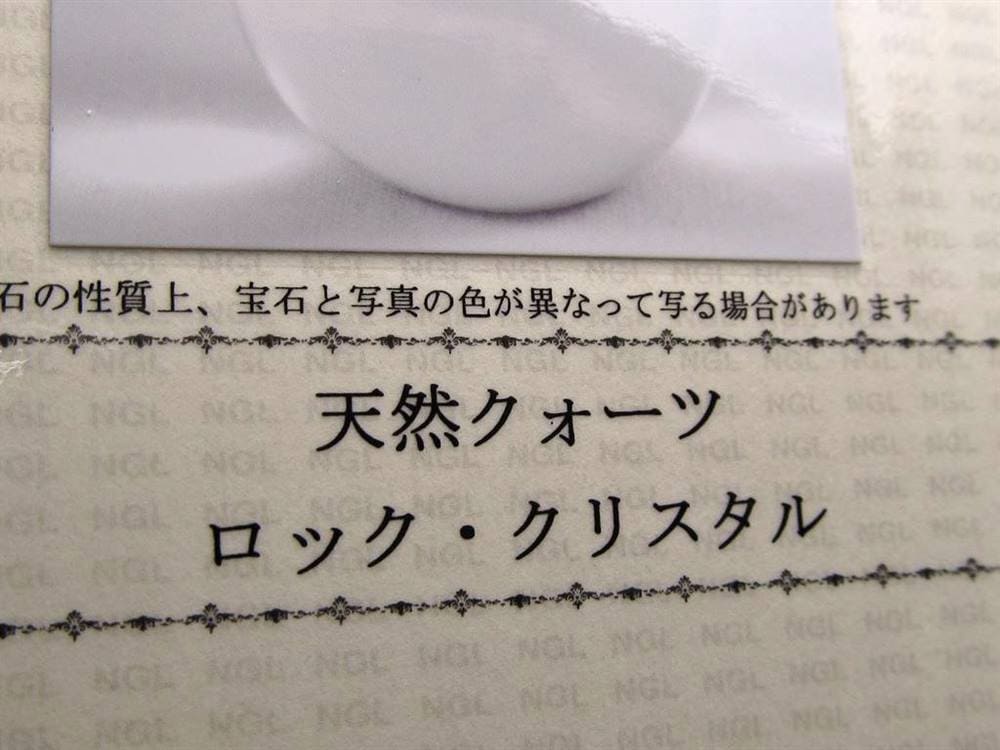 石の性質上、宝石と写真の色が異なって写る場合があります
天然クォーツ
ロック・クリスタル
NGL